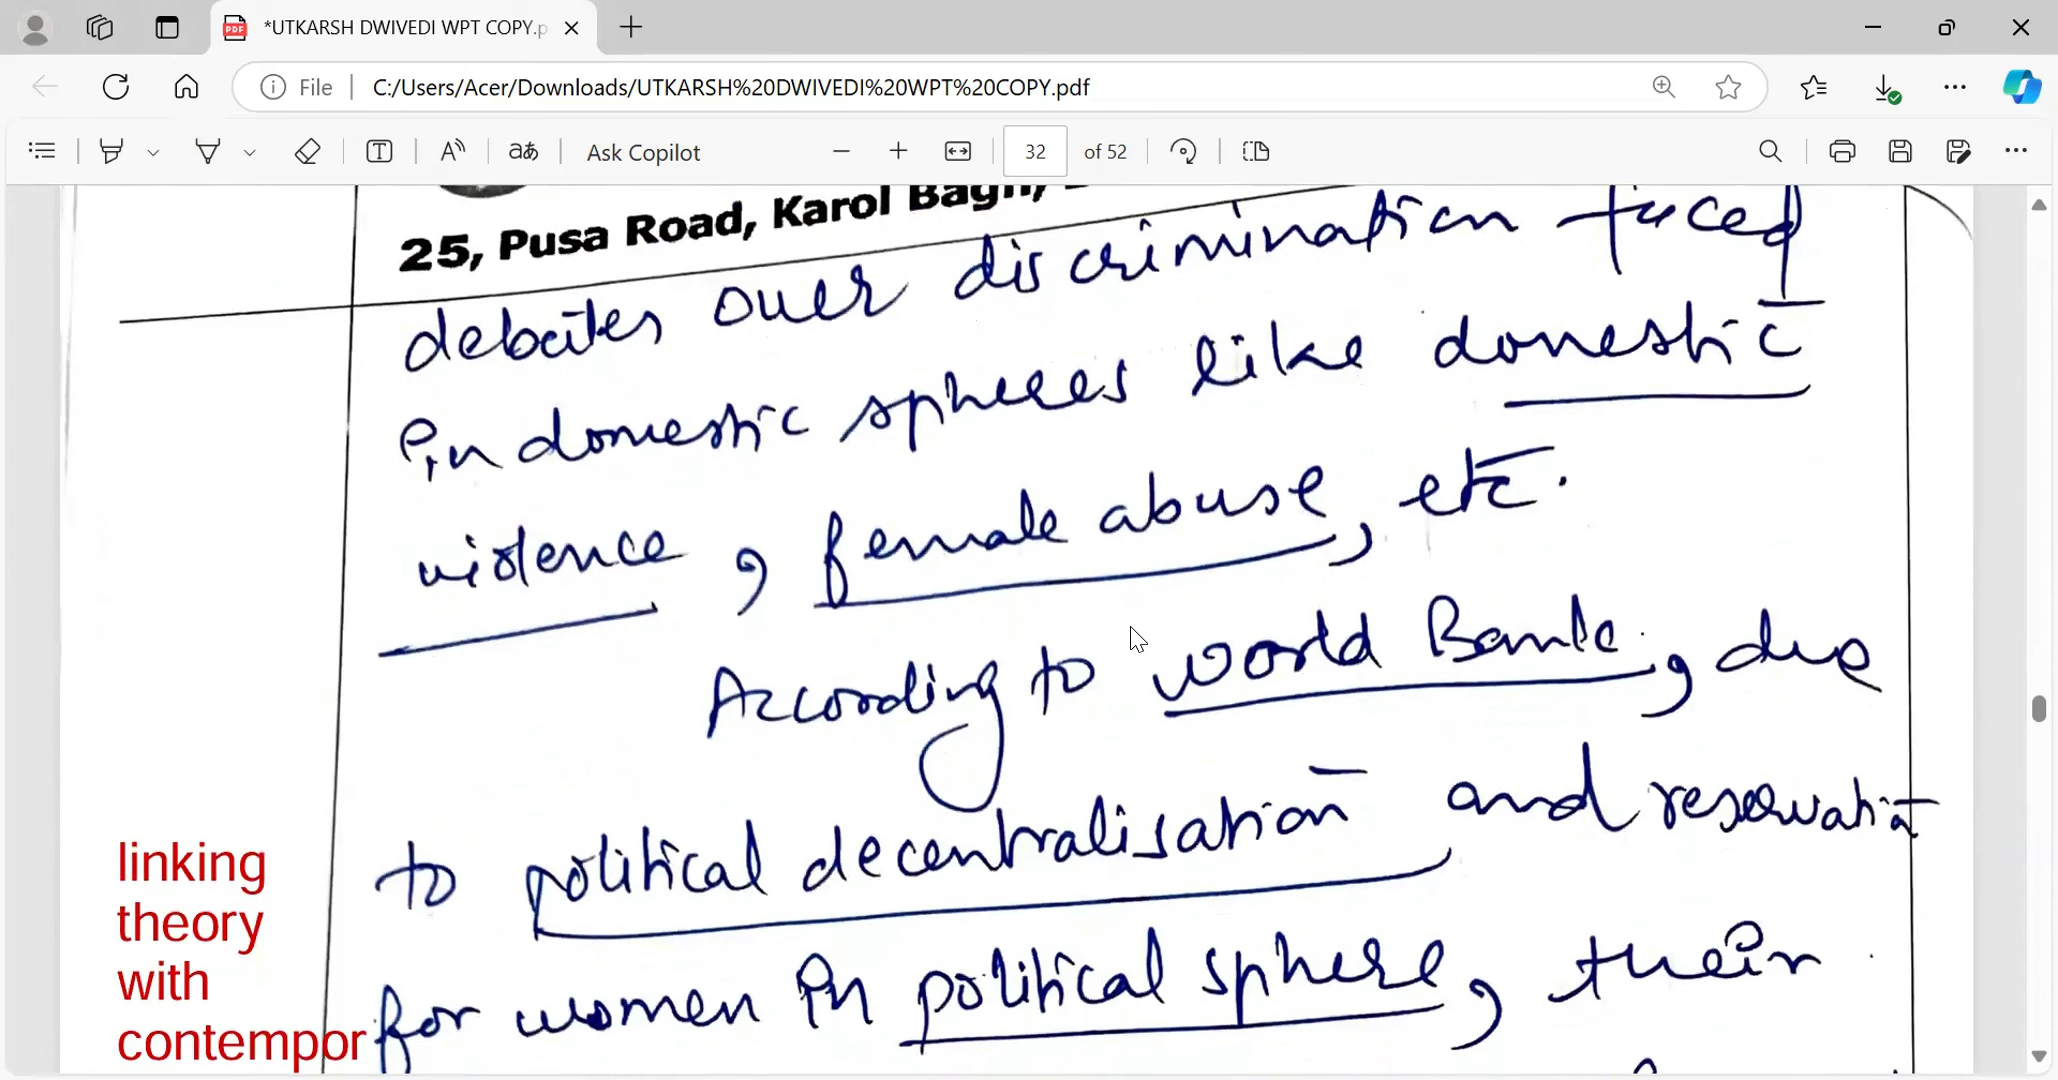 *UTKARSH DWIVEDI WPT COPY.p
File C:/Users/Acer/Downloads/UTKARSH%20DWIVEDI%20WPT%20COPY.pdf
Ask Copilot 32 of 52
25, Pusa Road, Karol Bagh,
debates over discrimination faced
in domestic spheres like domestic
violence, female abuse, etc.
According to world Bank, due
to political decentralisation and reservation
for women in political sphere, their
linking
theory
with
contempor